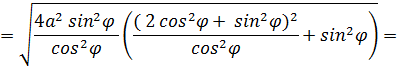 = √(4a² sin²φ / cos²φ ((2 cos²φ + sin²φ)² / cos²φ + sin²φ)) =